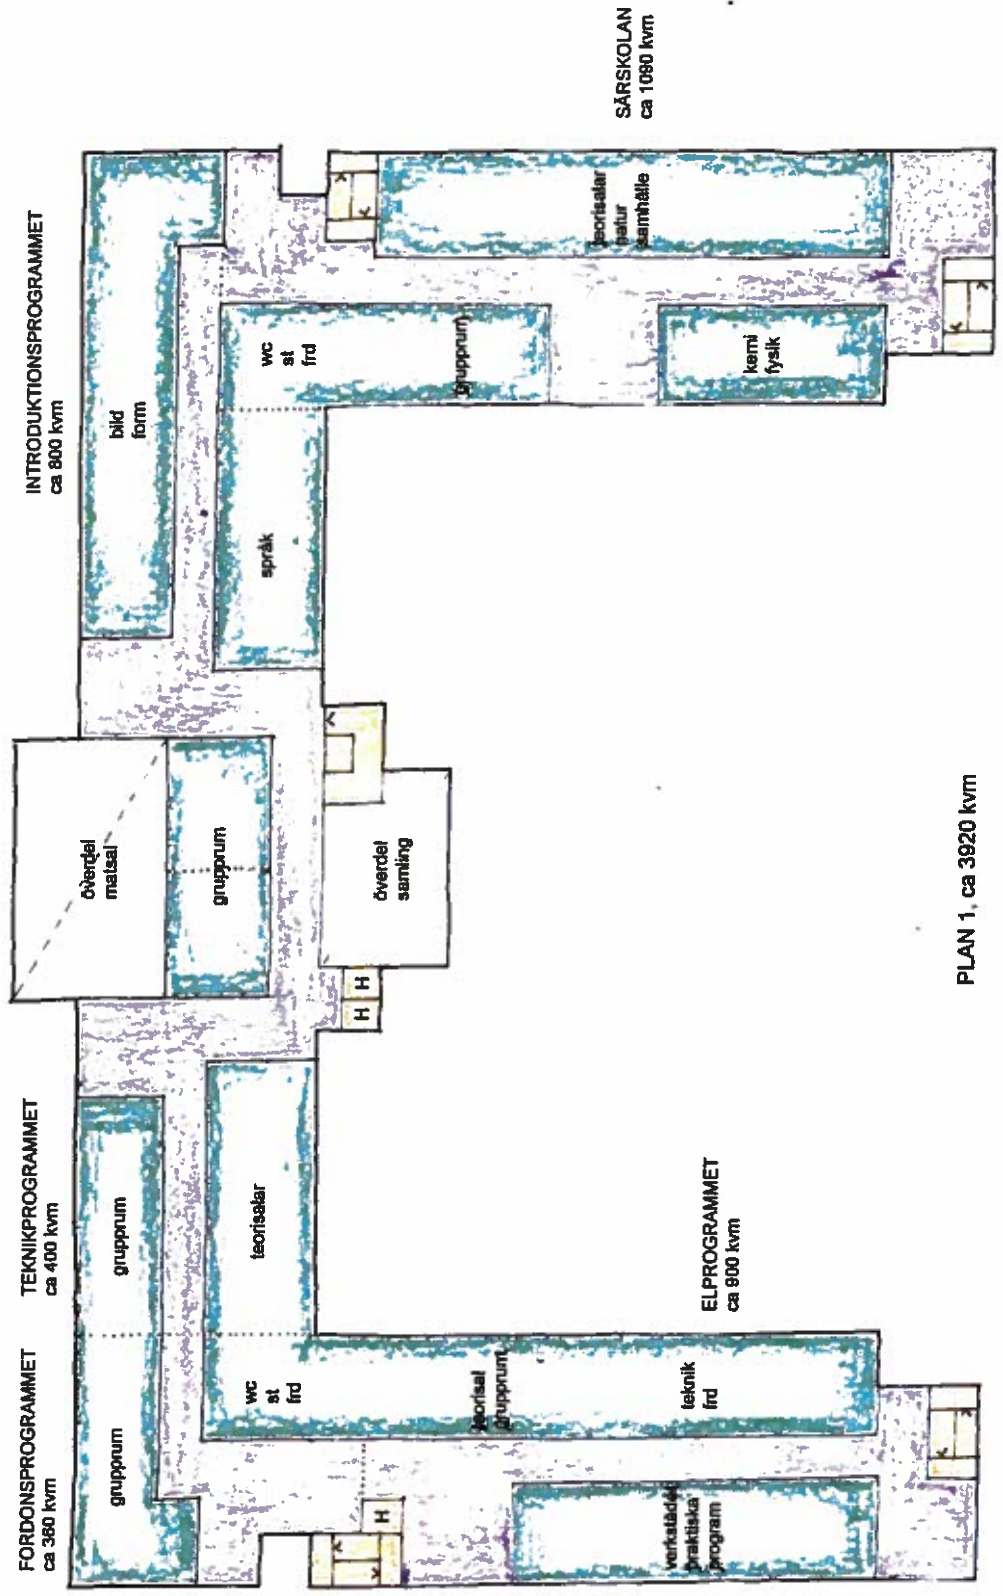 FORDONSPROGRAMMET
ca 360 kvm
TEKNIKPROGRAMMET
ca 400 kvm
INTRODUKTIONSPROGRAMMET
ca 800 kvm
SÄRSKOLAN
ca 1090 kvm
ELPROGRAMMET
ca 900 kvm
grupprum
grupprum
överdel
matsal
grupprum
bild
form
wc
st
frd
teorisalar
språk
wc
st
frd
H
H
H
överdel
samling
grupprum
teorisalar
natur
samhälle
teorisal
grupprum
teknik
frd
kemi
fysik
verkstäder
praktiska
program
PLAN 1, ca 3920 kvm